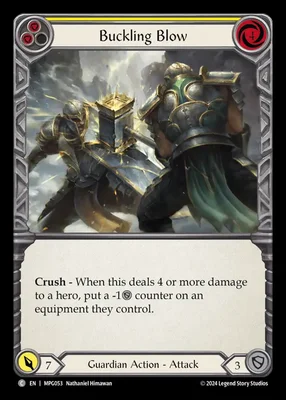 Buckling Blow
Crush - When this deals 4 or more damage
to a hero, put a -1 counter on an
equipment they control.
7
Guardian Action - Attack
3
C EN | MPG053 Nathaniel Himawan
© 2024 Legend Story Studios